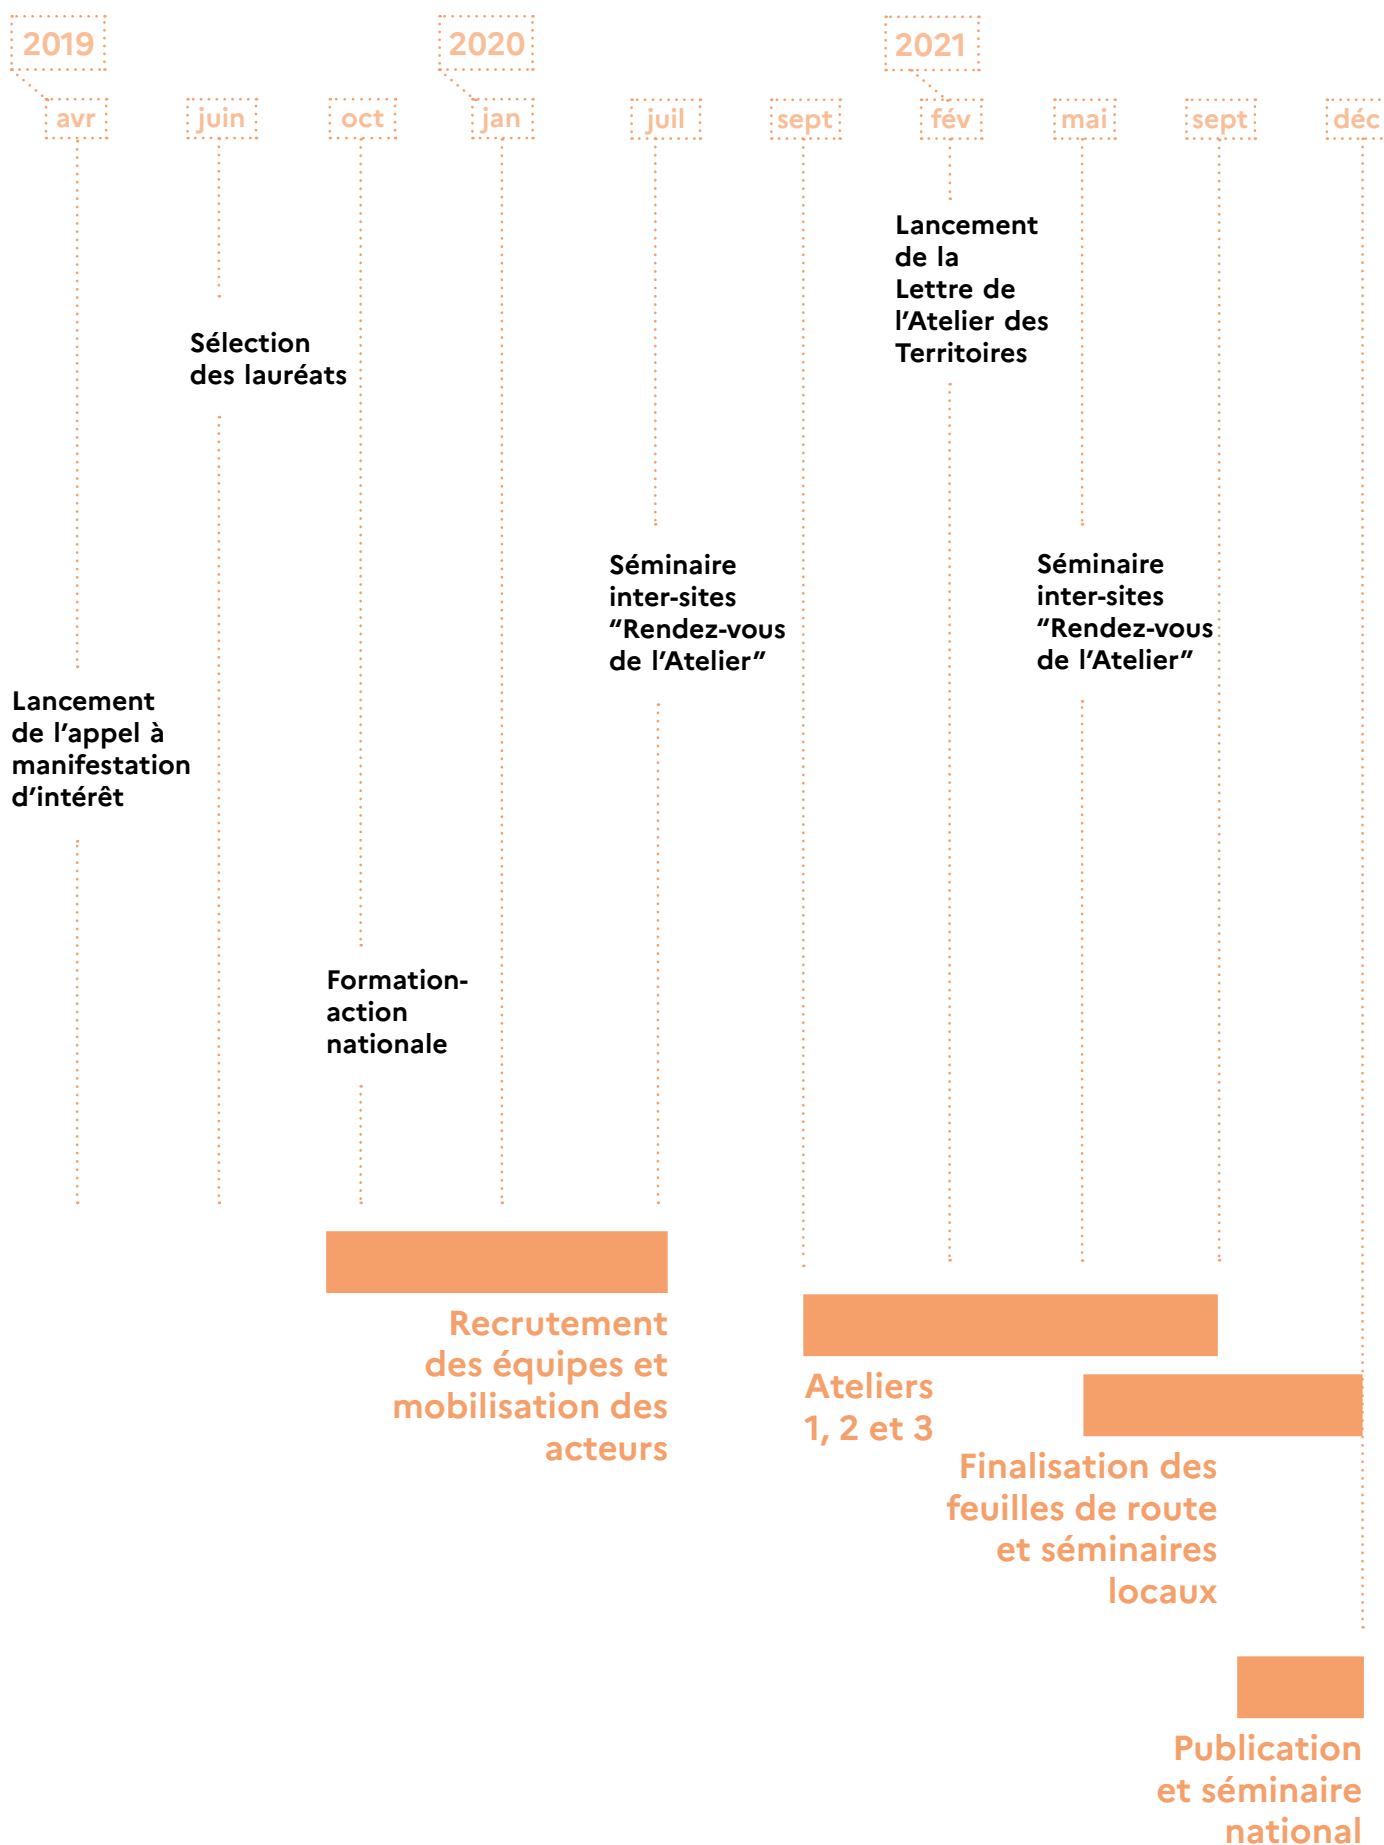 2019
2020
2021
avr
juin
oct
jan
juil
sept
fév
mai
sept
déc
Lancement
de la
Lettre de
l’Atelier des
Territoires
Sélection
des lauréats
Séminaire
inter-sites
“Rendez-vous
de l’Atelier”
Séminaire
inter-sites
“Rendez-vous
de l’Atelier”
Lancement
de l’appel à
manifestation
d’intérêt
Formation-
action
nationale
Recrutement
des équipes et
mobilisation des
acteurs
Ateliers
1, 2 et 3
Finalisation des
feuilles de route
et séminaires
locaux
Publication
et séminaire
national